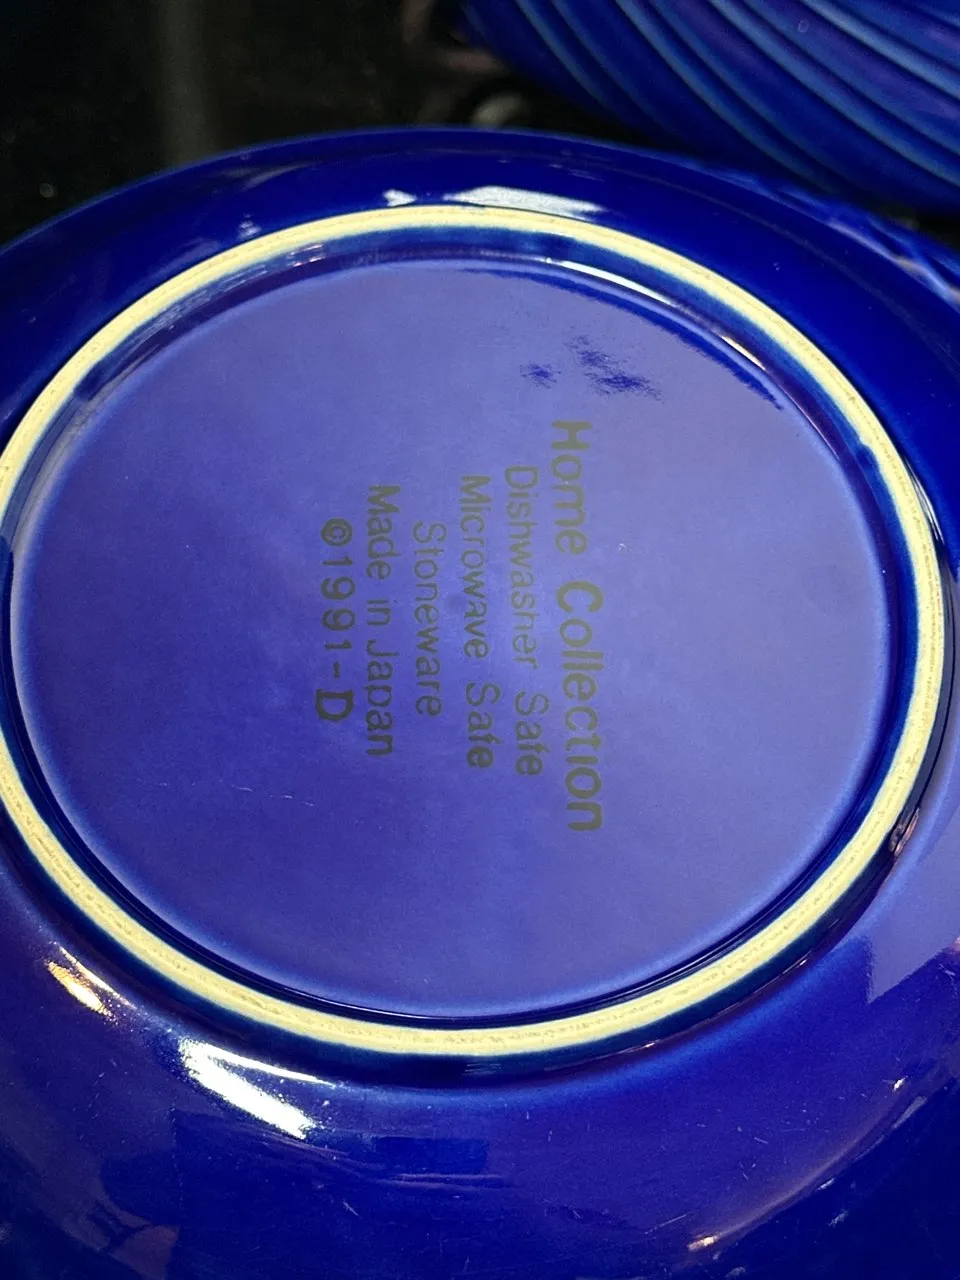 Home Collection
Dishwasher Safe
Microwave Safe
Stoneware
Made in Japan
©1991-D